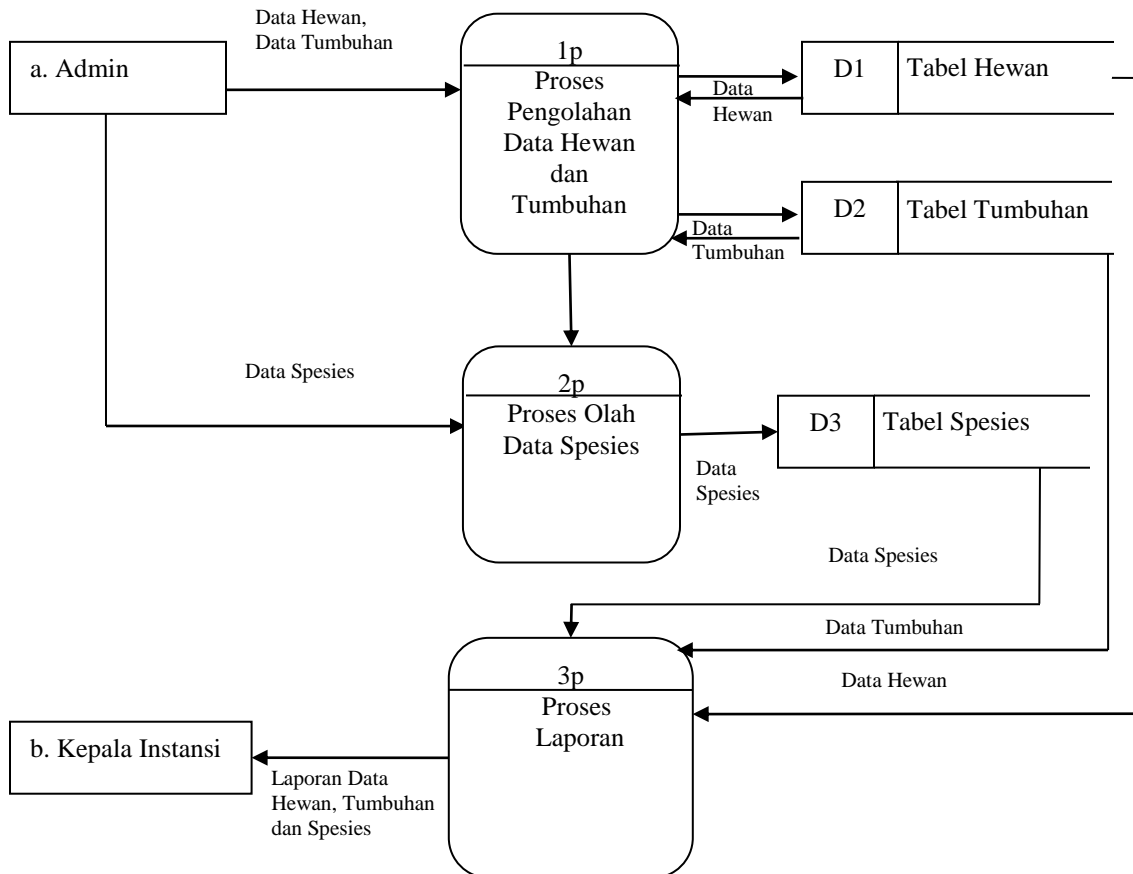 Data Hewan,
Data Tumbuhan
a. Admin
1p
Proses
Pengolahan
Data Hewan
dan
Tumbuhan
D1
Tabel Hewan
Data
Hewan
D2
Tabel Tumbuhan
Data
Tumbuhan
Data Spesies
2p
Proses Olah
Data Spesies
D3
Tabel Spesies
Data
Spesies
Data Spesies
Data Tumbuhan
Data Hewan
3p
Proses
Laporan
b. Kepala Instansi
Laporan Data
Hewan, Tumbuhan
dan Spesies